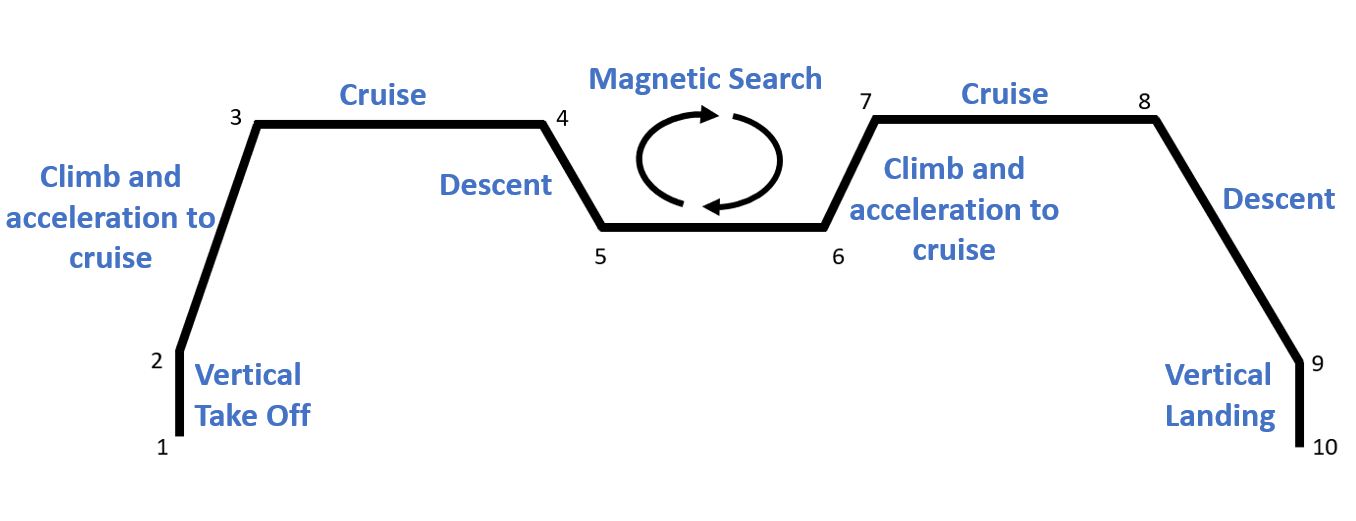 Magnetic Search
Cruise
Cruise
3
4
7
8
Climb and
acceleration to
cruise
Descent
Climb and
acceleration to
cruise
Descent
5
6
2
Vertical
Take Off
1
Vertical
Landing
9
10